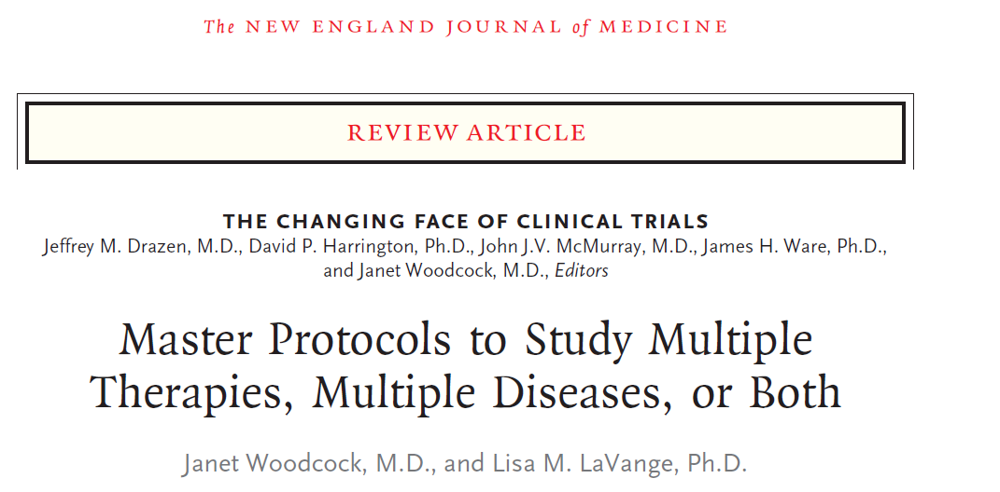 The NEW ENGLAND JOURNAL of MEDICINE
REVIEW ARTICLE
THE CHANGING FACE OF CLINICAL TRIALS
Jeffrey M. Drazen, M.D., David P. Harrington, Ph.D., John J.V. McMurray, M.D., James H. Ware, Ph.D.,
and Janet Woodcock, M.D., Editors
Master Protocols to Study Multiple
Therapies, Multiple Diseases, or Both
Janet Woodcock, M.D., and Lisa M. LaVange, Ph.D.